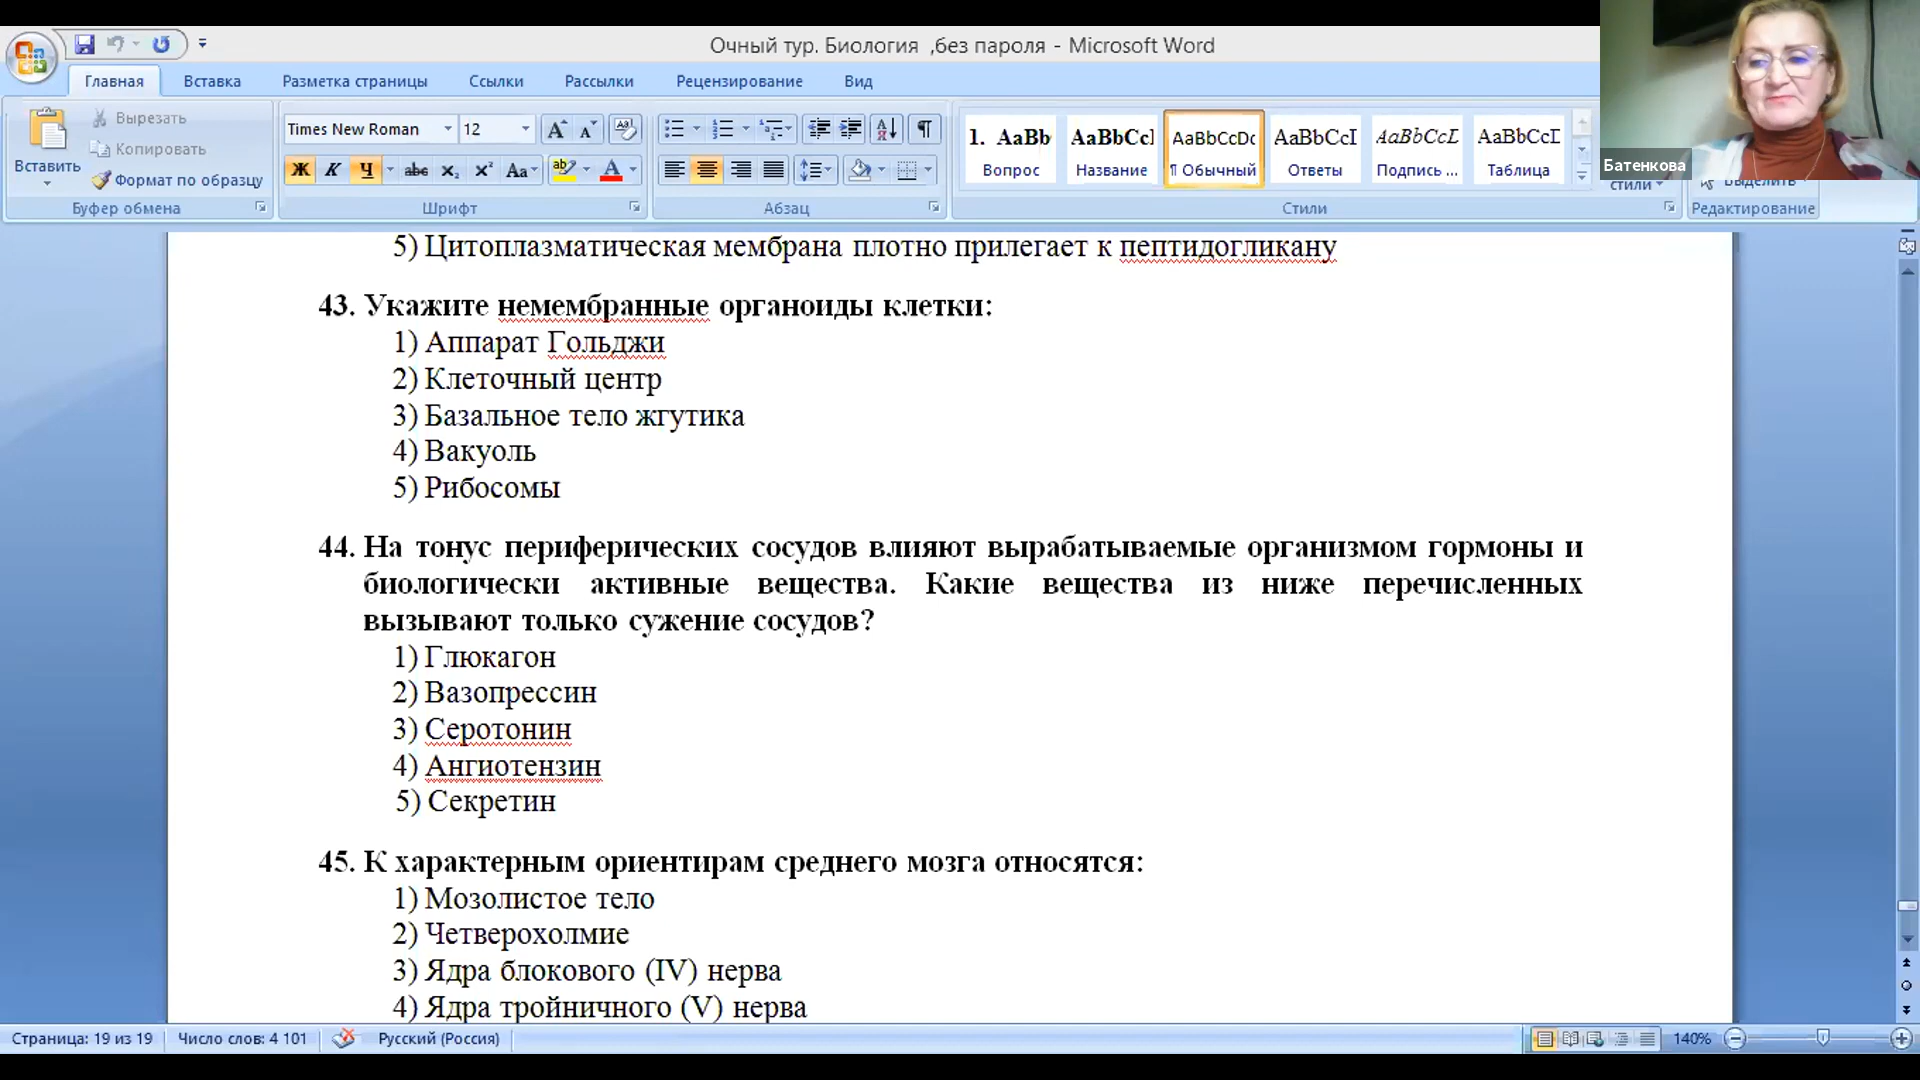 Очный тур. Биология ,без пароля - Microsoft Word
Главная Вставка Разметка страницы Ссылки Рассылки Рецензирование Вид
Вставить
Вырезать
Копировать
Формат по образцу
Буфер обмена
Times New Roman 12
Ж К Ч abc x₂ x² Aa ab A
Шрифт
Абзац
1. AaBb AaBbCcI AaBbCcDc AaBbCcI AaBbCcL AaBbCcI
Вопрос Название ¶ Обычный Ответы Подпись ... Таблица
Стили
стили
Выделить
Редактирование
Батенкова
5) Цитоплазматическая мембрана плотно прилегает к пептидогликану
43. Укажите немембранные органоиды клетки:
1) Аппарат Гольджи
2) Клеточный центр
3) Базальное тело жгутика
4) Вакуоль
5) Рибосомы
44. На тонус периферических сосудов влияют вырабатываемые организмом гормоны и
биологически активные вещества. Какие вещества из ниже перечисленных
вызывают только сужение сосудов?
1) Глюкагон
2) Вазопрессин
3) Серотонин
4) Ангиотензин
5) Секретин
45. К характерным ориентирам среднего мозга относятся:
1) Мозолистое тело
2) Четверохолмие
3) Ядра блокового (IV) нерва
4) Ядра тройничного (V) нерва
Страница: 19 из 19 Число слов: 4 101 Русский (Россия) 140%